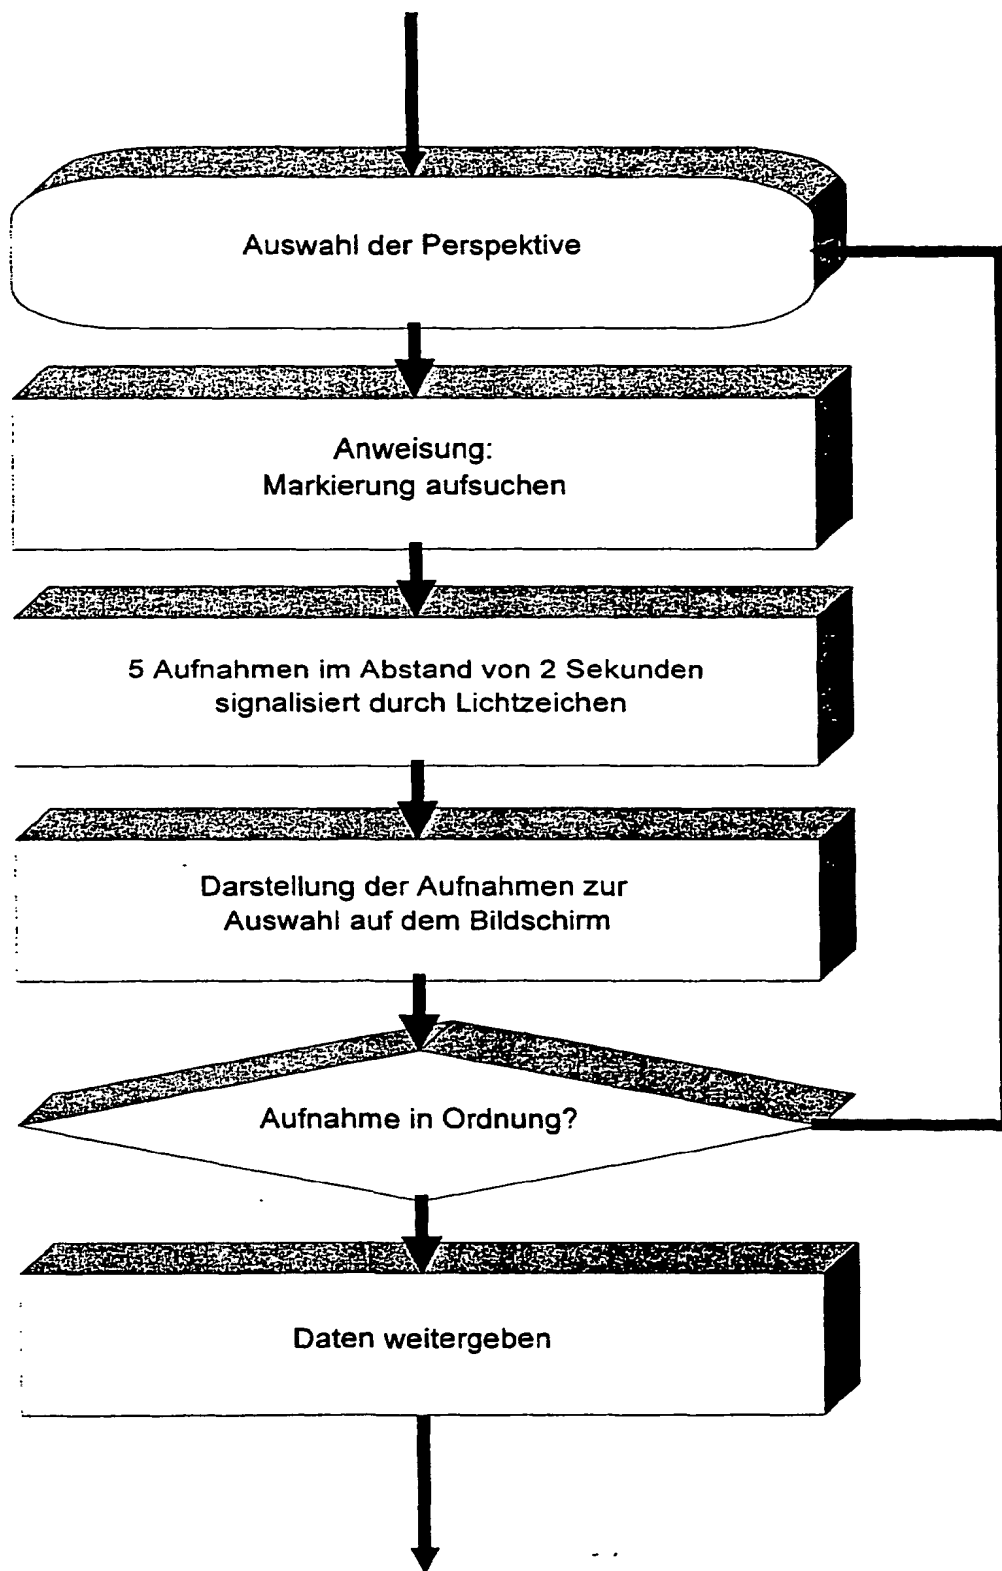 Auswahl der Perspektive
Anweisung:
Markierung aufsuchen
5 Aufnahmen im Abstand von 2 Sekunden
signalisiert durch Lichtzeichen
Darstellung der Aufnahmen zur
Auswahl auf dem Bildschirm
Aufnahme in Ordnung?
Daten weitergeben